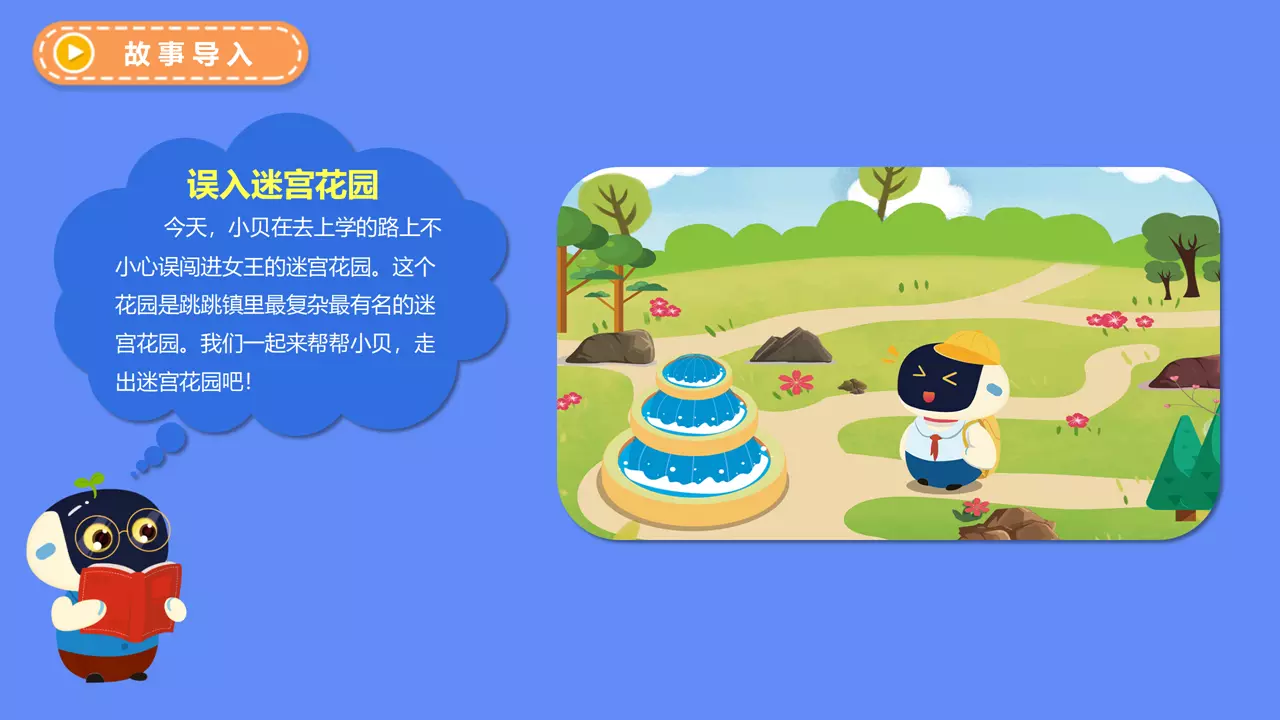 故事导入
误入迷宫花园
今天，小贝在去上学的路上不
小心误闯进女王的迷宫花园。这个
花园是跳跳镇里最复杂最有名的迷
宫花园。我们一起来帮帮小贝，走
出迷宫花园吧！